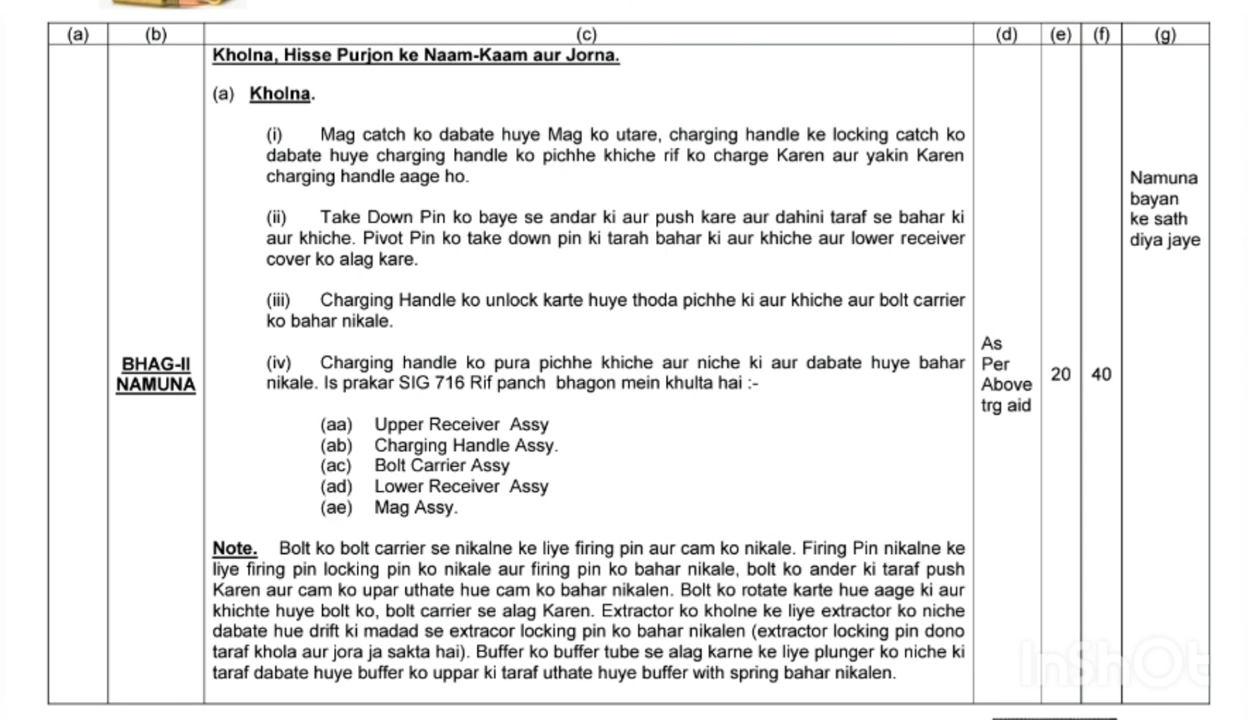 (a) (b) (c) (d) (e) (f) (g)
Kholna, Hisse Purjon ke Naam-Kaam aur Jorna.
(a) Kholna.
(i) Mag catch ko dabate huye Mag ko utare, charging handle ke locking catch ko
dabate huye charging handle ko pichhe khiche rif ko charge Karen aur yakin Karen
charging handle aage ho.
(ii) Take Down Pin ko baye se andar ki aur push kare aur dahini taraf se bahar ki
aur khiche. Pivot Pin ko take down pin ki tarah bahar ki aur khiche aur lower receiver
cover ko alag kare.
(iii) Charging Handle ko unlock karte huye thoda pichhe ki aur khiche aur bolt carrier
ko bahar nikale.
(iv) Charging handle ko pura pichhe khiche aur niche ki aur dabate huye bahar
nikale. Is prakar SIG 716 Rif panch bhagon mein khulta hai :-
(aa) Upper Receiver Assy
(ab) Charging Handle Assy.
(ac) Bolt Carrier Assy
(ad) Lower Receiver Assy
(ae) Mag Assy.
Note. Bolt ko bolt carrier se nikalne ke liye firing pin aur cam ko nikale. Firing Pin nikalne ke
liye firing pin locking pin ko nikale aur firing pin ko bahar nikale, bolt ko ander ki taraf push
Karen aur cam ko upar uthate hue cam ko bahar nikalen. Bolt ko rotate karte hue aage ki aur
khichte huye bolt ko, bolt carrier se alag Karen. Extractor ko kholne ke liye extractor ko niche
dabate hue drift ki madad se extracor locking pin ko bahar nikalen (extractor locking pin dono
taraf khola aur jora ja sakta hai). Buffer ko buffer tube se alag karne ke liye plunger ko niche ki
taraf dabate huye buffer ko uppar ki taraf uthate huye buffer with spring bahar nikalen.
BHAG-II
NAMUNA
As
Per
Above
trg aid
20
40
Namuna
bayan
ke sath
diya jaye
InShOt